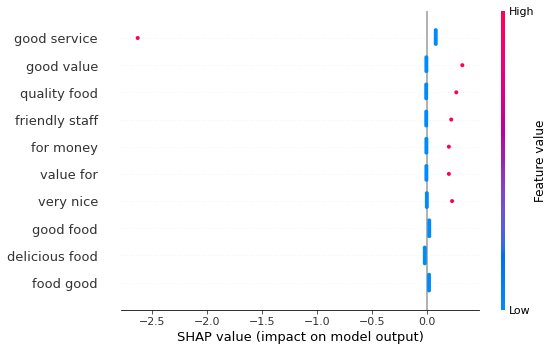 High
good service
good value
quality food
friendly staff
for money
value for
very nice
good food
delicious food
food good
Low
Feature value
−2.5 −2.0 −1.5 −1.0 −0.5 0.0
SHAP value (impact on model output)